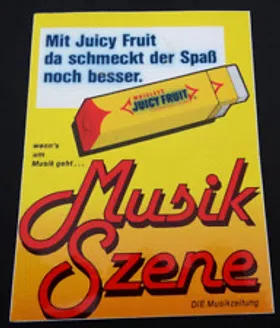 Mit Juicy Fruit
da schmeckt der Spaß
noch besser.
WRIGLEY'S
JUICY FRUIT
wenn's
um
Musik geht...
Musik
Szene
DIE Musikzeitung